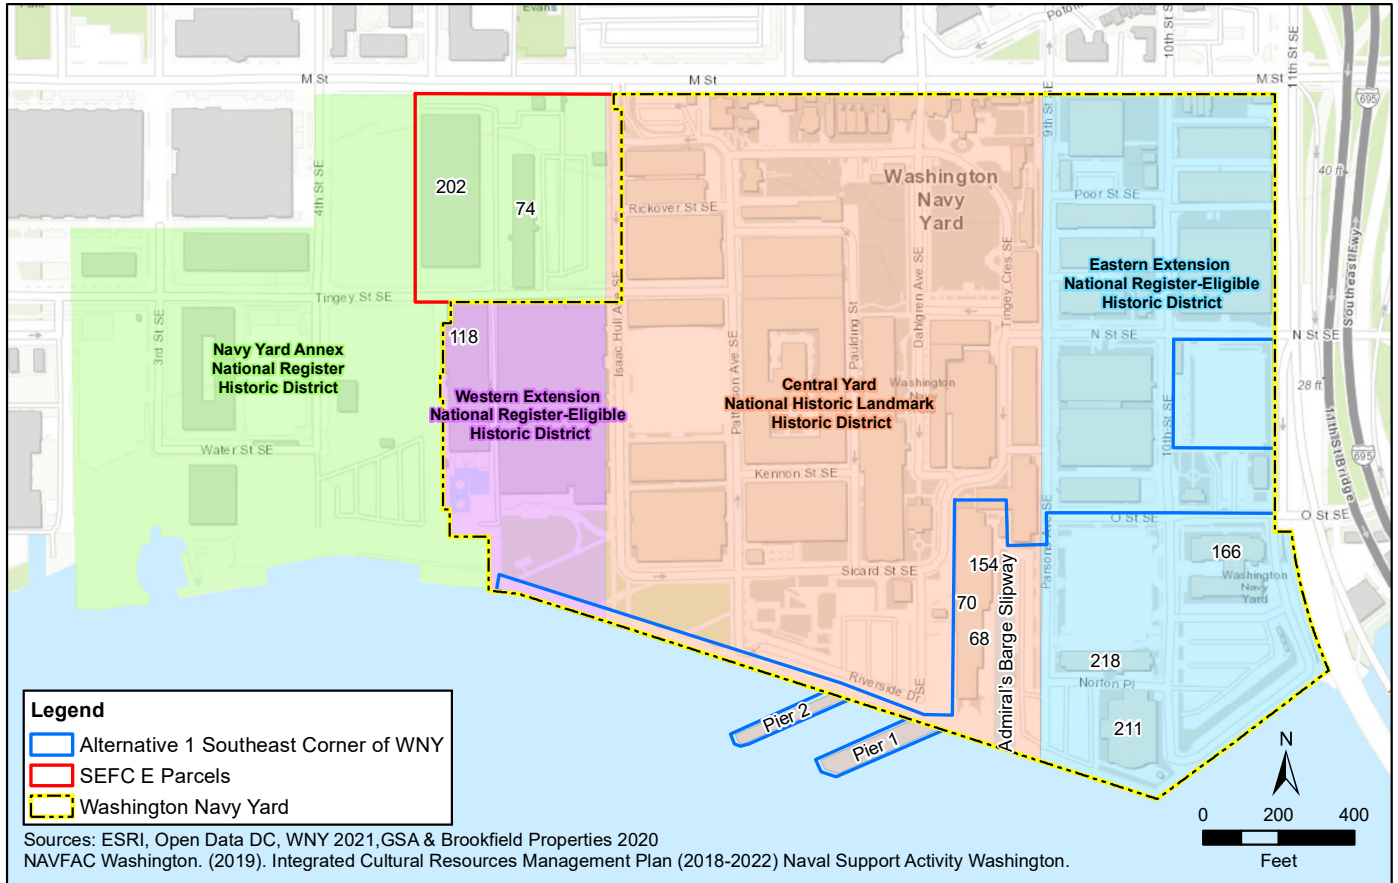 Evans
Potom
10th St SE
11th St SE
M St
M St
M St
695
4th St SE
9th St SE
40 ft
202
74
Washington
Navy
Yard
Poor St SE
Rickover St SE
Southeast Fwy
Eastern Extension
National Register-Eligible
Historic District
Tingey St SE
Isaac Hull Ave SE
Dahlgren Ave SE
Tingey Cres SE
Paulding St
3rd St SE
118
N St SE
N St SE
Navy Yard Annex
National Register
Historic District
Patterson Ave SE
Western Extension
National Register-Eligible
Historic District
Central Yard
National Historic Landmark
Historic District
Washington
28 ft
11th St Bridge
10th St SE
Water St SE
695
Kennon St SE
Parsons Ave SE
O St SE
O St SE
166
154
Sicard St SE
Washington
Navy
Yard
70
68
Admiral's Barge Slipway
218
Norton Pl
Riverside Dr SE
Pier 2
Pier 1
211
Legend
Alternative 1 Southeast Corner of WNY
SEFC E Parcels
Washington Navy Yard
N
0 200 400
Feet
Sources: ESRI, Open Data DC, WNY 2021,GSA & Brookfield Properties 2020
NAVFAC Washington. (2019). Integrated Cultural Resources Management Plan (2018-2022) Naval Support Activity Washington.